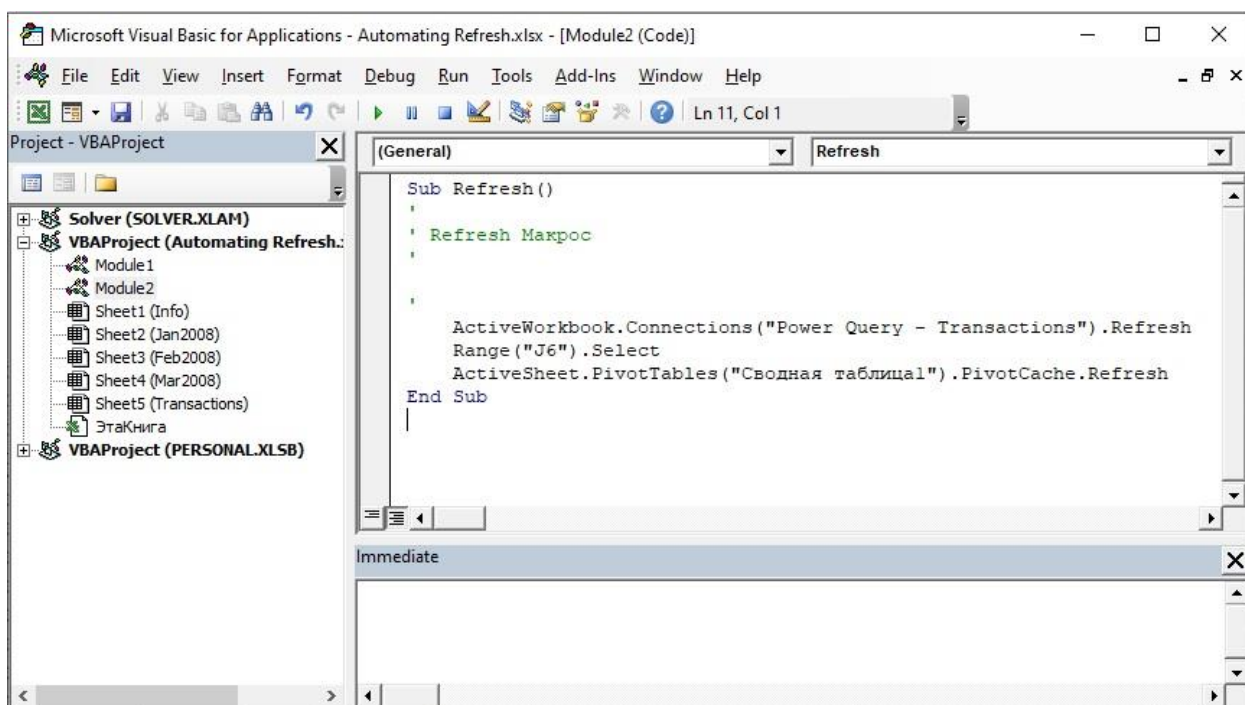 Microsoft Visual Basic for Applications - Automating Refresh.xlsx - [Module2 (Code)]
File Edit View Insert Format Debug Run Tools Add-Ins Window Help
Ln 11, Col 1
Project - VBAProject
Solver (SOLVER.XLAM)
VBAProject (Automating Refresh.:
Module1
Module2
Sheet1 (Info)
Sheet2 (Jan2008)
Sheet3 (Feb2008)
Sheet4 (Mar2008)
Sheet5 (Transactions)
ЭтаКнига
VBAProject (PERSONAL.XLSB)
(General) Refresh
Sub Refresh()
'
' Refresh Макрос
'
'
ActiveWorkbook.Connections("Power Query - Transactions").Refresh
Range("J6").Select
ActiveSheet.PivotTables("Сводная таблица1").PivotCache.Refresh
End Sub
Immediate